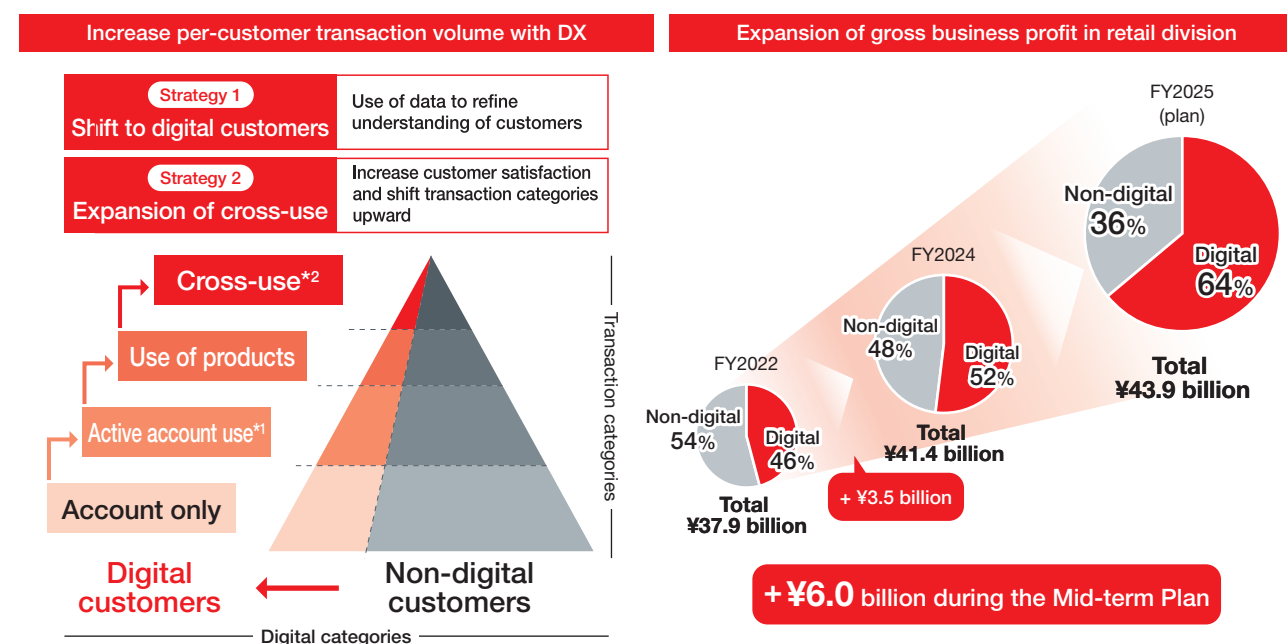 Increase per-customer transaction volume with DX
Strategy 1
Shift to digital customers
Use of data to refine
understanding of customers
Strategy 2
Expansion of cross-use
Increase customer satisfaction
and shift transaction categories
upward
Cross-use*2
Use of products
Active account use*1
Account only
Transaction categories
Digital
customers
Non-digital
customers
Digital categories
Expansion of gross business profit in retail division
FY2025
(plan)
Non-digital
36%
Digital
64%
Total
¥43.9 billion
FY2024
Non-digital
48%
Digital
52%
Total
¥41.4 billion
FY2022
Non-digital
54%
Digital
46%
Total
¥37.9 billion
+ ¥3.5 billion
+ ¥6.0 billion during the Mid-term Plan